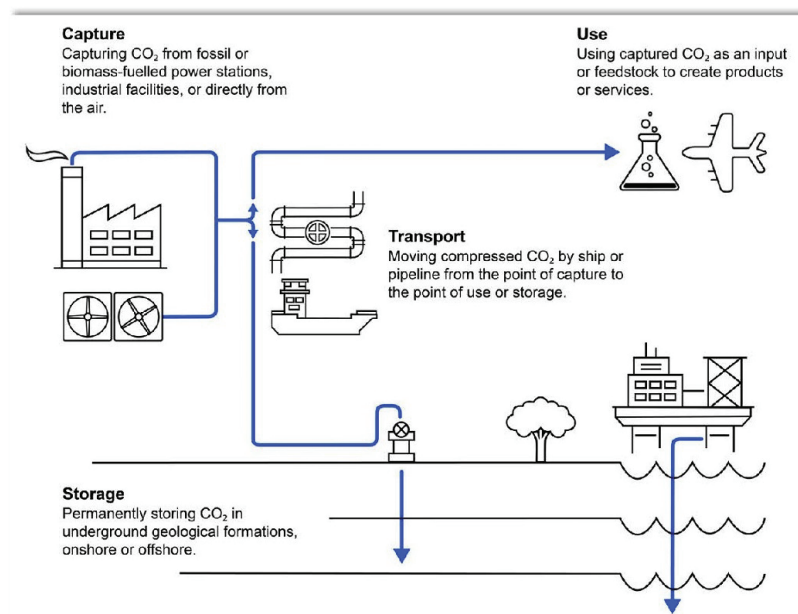 Capture
Capturing CO₂ from fossil or
biomass-fuelled power stations,
industrial facilities, or directly from
the air.
Use
Using captured CO₂ as an input
or feedstock to create products
or services.
Transport
Moving compressed CO₂ by ship or
pipeline from the point of capture to
the point of use or storage.
Storage
Permanently storing CO₂ in
underground geological formations,
onshore or offshore.